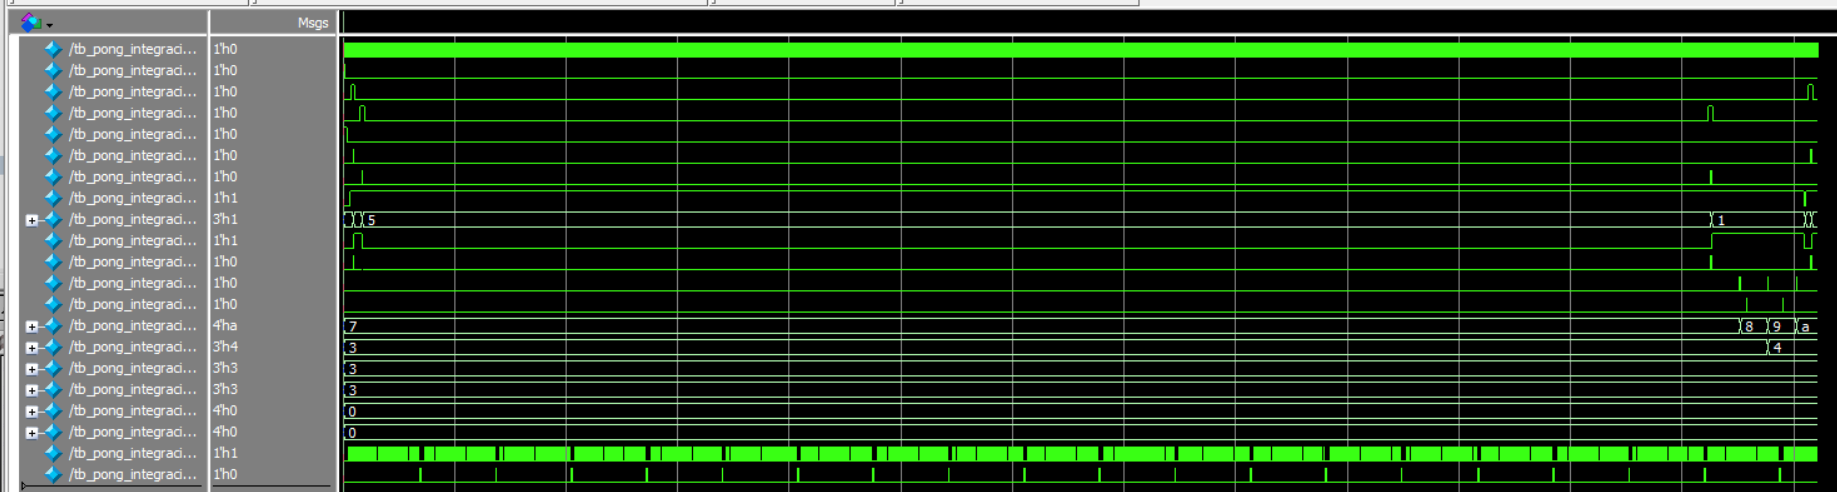 Msgs
/tb_pong_integraci... 1'h0
/tb_pong_integraci... 1'h0
/tb_pong_integraci... 1'h0
/tb_pong_integraci... 1'h0
/tb_pong_integraci... 1'h0
/tb_pong_integraci... 1'h0
/tb_pong_integraci... 1'h0
/tb_pong_integraci... 1'h1
/tb_pong_integraci... 3'h1 5 1
/tb_pong_integraci... 1'h1
/tb_pong_integraci... 1'h0
/tb_pong_integraci... 1'h0
/tb_pong_integraci... 1'h0
/tb_pong_integraci... 4'ha 7 8 9 a
/tb_pong_integraci... 3'h4 3 4
/tb_pong_integraci... 3'h3 3
/tb_pong_integraci... 3'h3 3
/tb_pong_integraci... 4'h0 0
/tb_pong_integraci... 4'h0 0
/tb_pong_integraci... 1'h1
/tb_pong_integraci... 1'h0